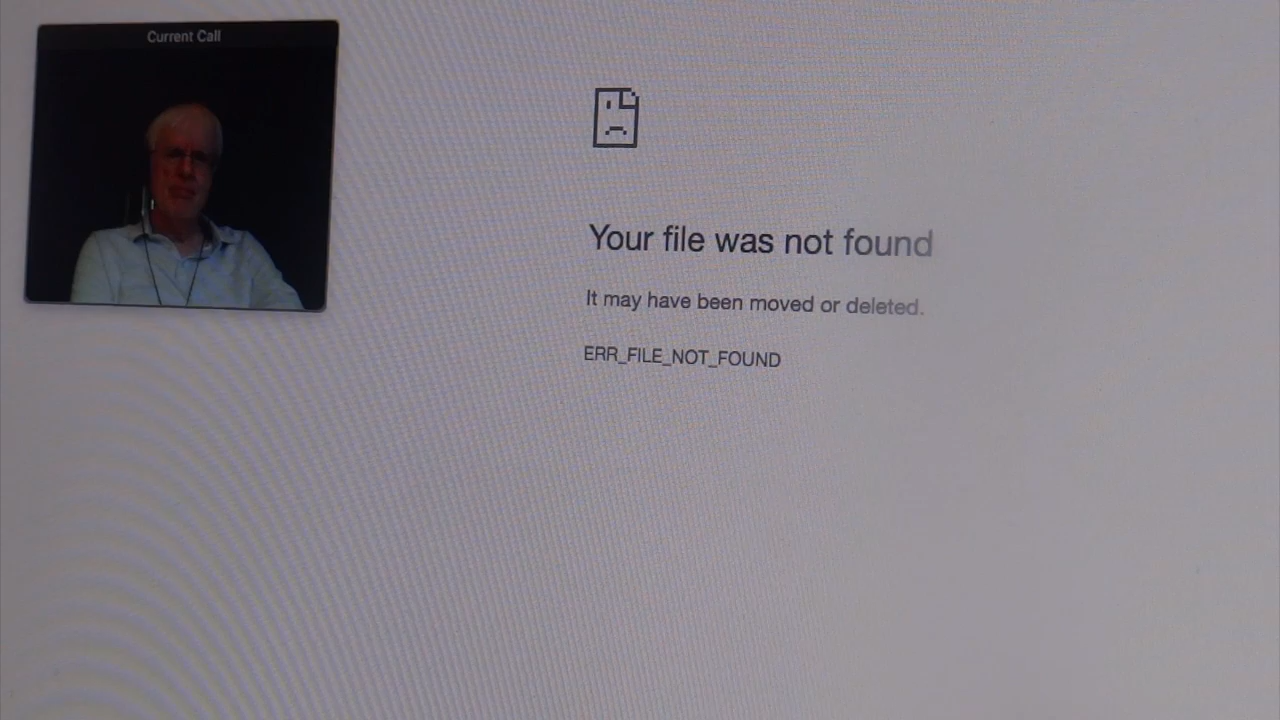 Current Call
Your file was not found
It may have been moved or deleted.
ERR_FILE_NOT_FOUND